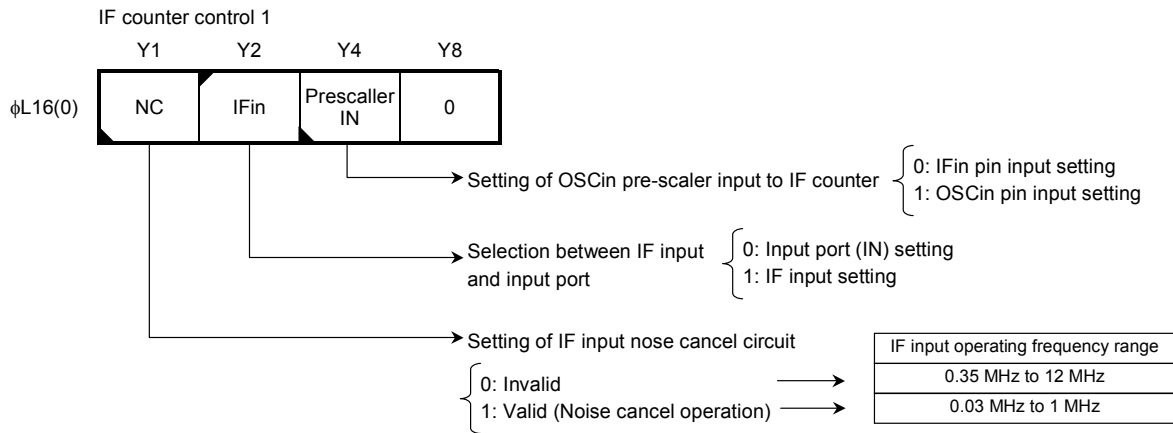 IF counter control 1
Y1 Y2 Y4 Y8
ϕL16(0) NC IFin Prescaller IN 0
Setting of OSCin pre-scaler input to IF counter
0: IFin pin input setting
1: OSCin pin input setting
Selection between IF input
and input port
0: Input port (IN) setting
1: IF input setting
Setting of IF input nose cancel circuit
0: Invalid
1: Valid (Noise cancel operation)
IF input operating frequency range
0.35 MHz to 12 MHz
0.03 MHz to 1 MHz